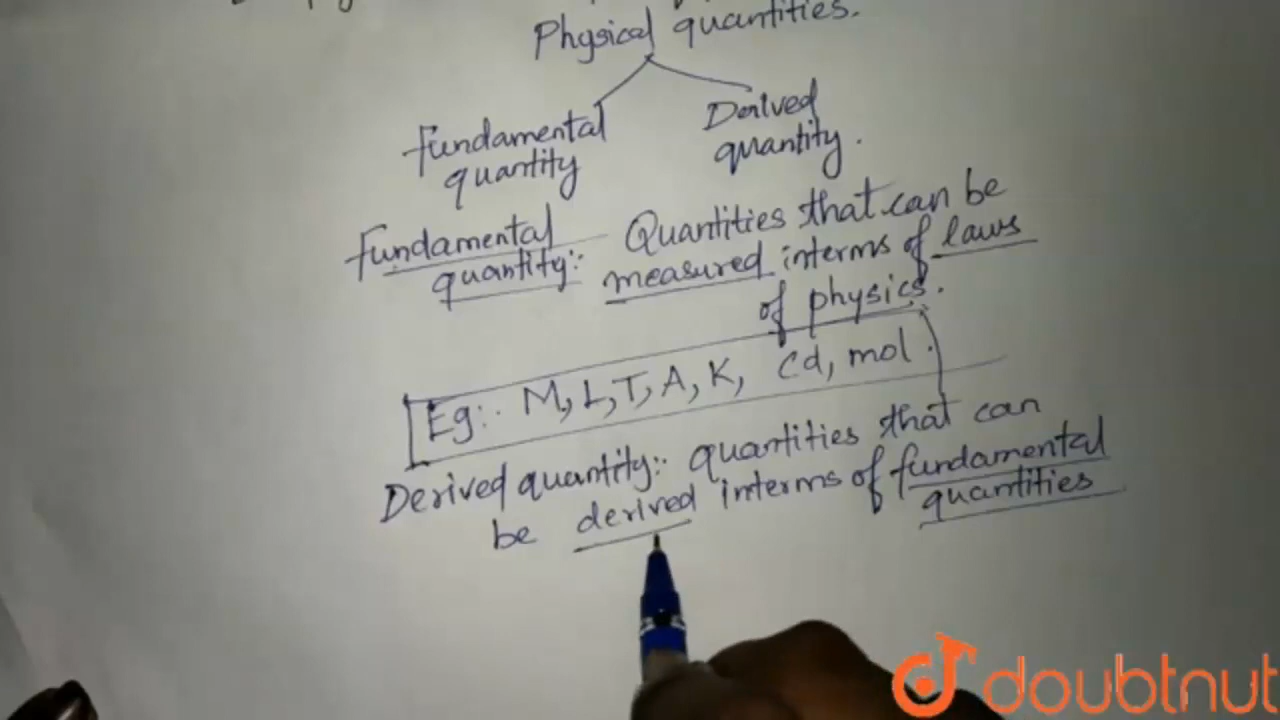 Physical quantities.
Fundamental quantity
Derived quantity.
Fundamental quantity:- Quantities that can be
measured interms of laws
of physics.
Eg:- M, L, T, A, K, Cd, mol.
Derived quantity:- quantities that can
be derived interms of fundamental
quantities
doubtnut